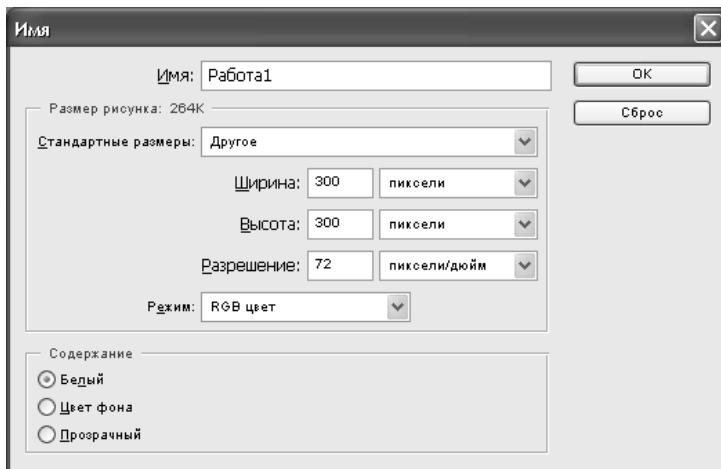 Имя
Имя: Работа1
OK
Размер рисунка: 264K
Сброс
Стандартные размеры: Другое
Ширина: 300 пиксели
Высота: 300 пиксели
Разрешение: 72 пиксели/дюйм
Режим: RGB цвет
Содержание
Белый
Цвет фона
Прозрачный